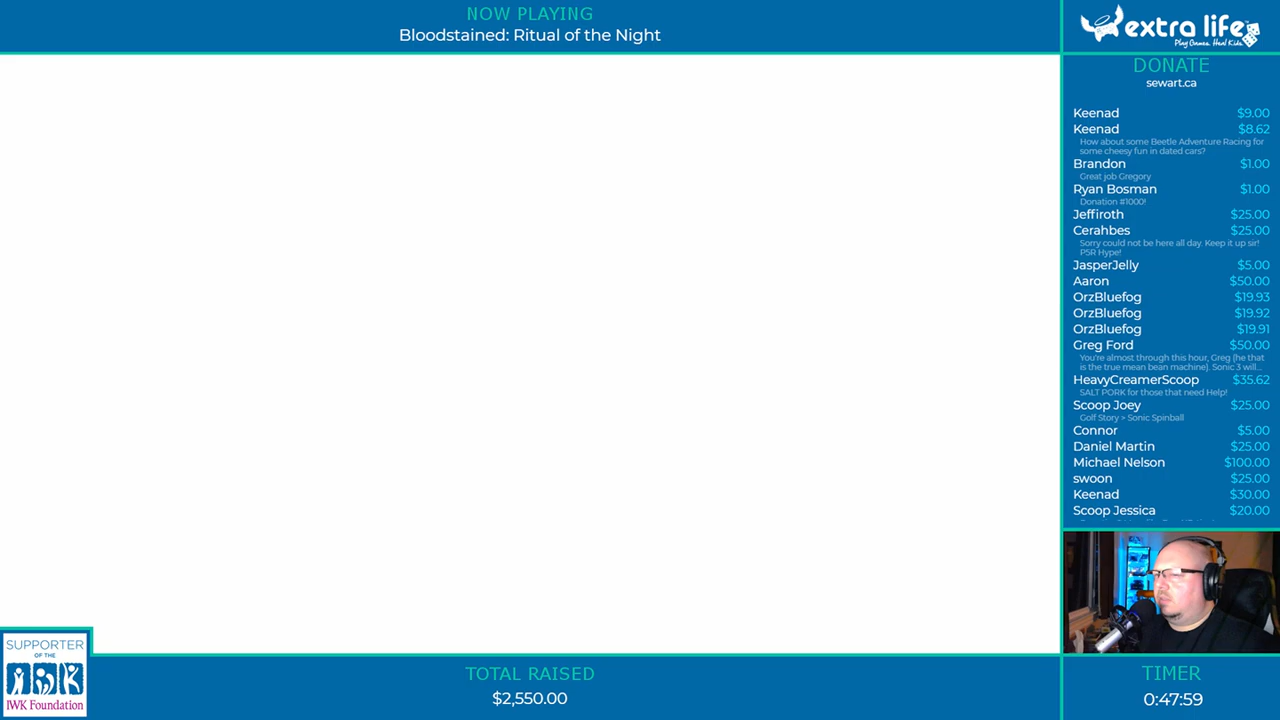 NOW PLAYING
Bloodstained: Ritual of the Night
extra life
Play Games. Heal Kids.
DONATE
sewart.ca
Keenad $9.00
Keenad $8.62
How about some Beetle Adventure Racing for
some cheesy fun in dated cars?
Brandon $1.00
Great job Gregory
Ryan Bosman $1.00
Donation #1000!
Jeffiroth $25.00
Cerahbes $25.00
Sorry could not be here all day. Keep it up sir!
P5R Hype!
JasperJelly $5.00
Aaron $50.00
OrzBluefog $19.93
OrzBluefog $19.92
OrzBluefog $19.91
Greg Ford $50.00
You're almost through this hour, Greg (he that
is the true mean bean machine). Sonic 3 will...
HeavyCreamerScoop $35.62
SALT PORK for those that need Help!
Scoop Joey $25.00
Golf Story > Sonic Spinball
Connor $5.00
Daniel Martin $25.00
Michael Nelson $100.00
swoon $25.00
Keenad $30.00
Scoop Jessica $20.00
SUPPORTER
OF THE
IWK
IWK Foundation
TOTAL RAISED
$2,550.00
TIMER
0:47:59